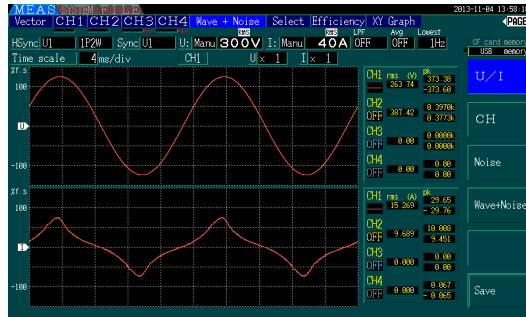 MEAS SYSTEM FILE 2013-11-04 13:58:18
Vector CH1 CH2 CH3 CH4 Wave + Noise Select Efficiency XY Graph PAGE
RMS RMS LPF Avg Lowest
HSync U1 1P2W Sync U1 U: Manu 300V I: Manu 40A OFF OFF 1Hz
CF card memory
USB memory
Time scale 4 ms/div CH1 U x 1 I x 1
%f.s
100
U
-100
CH1 rms (V) pk
263.74 373.38
-373.60
CH2 0.3970k
OFF 387.42 0.3773k
CH3 0.0000k
OFF 0.00 0.0000k
CH4 0.00
OFF 0.00 0.00
%f.s
100
I
-100
CH1 rms (A) pk
15.269 29.65
- 29.76
CH2 10.008
OFF 9.689 9.451
CH3 0.00
OFF 0.000 0.00
CH4 0.067
OFF 0.000 - 0.065
U/I
CH
Noise
Wave+Noise
Save